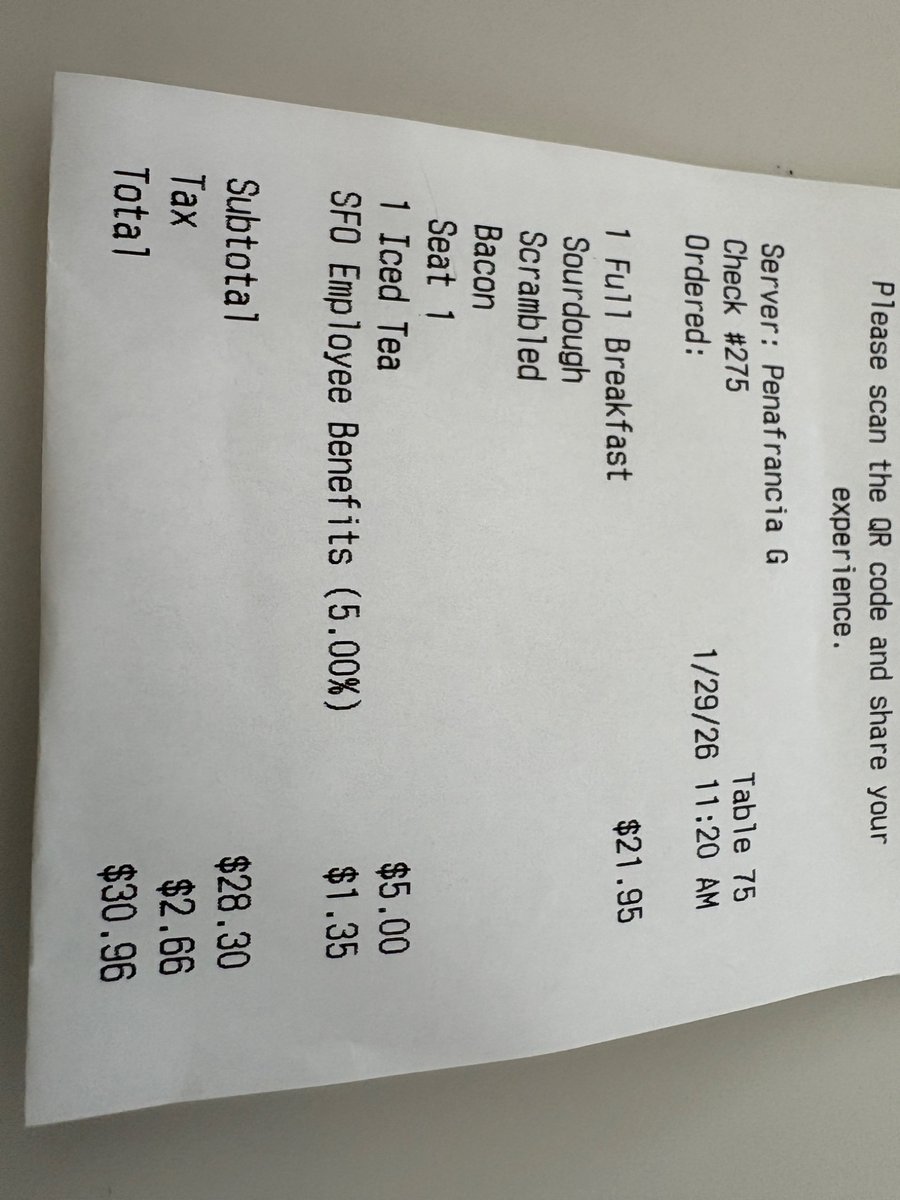 Please scan the QR code and share your
experience.
Server: Penafrancia G
Check #275 Table 75
Ordered: 1/29/26 11:20 AM
1 Full Breakfast $21.95
Sourdough
Scrambled
Bacon
Seat 1
1 Iced Tea $5.00
SFO Employee Benefits (5.00%) $1.35
Subtotal $28.30
Tax $2.66
Total $30.96